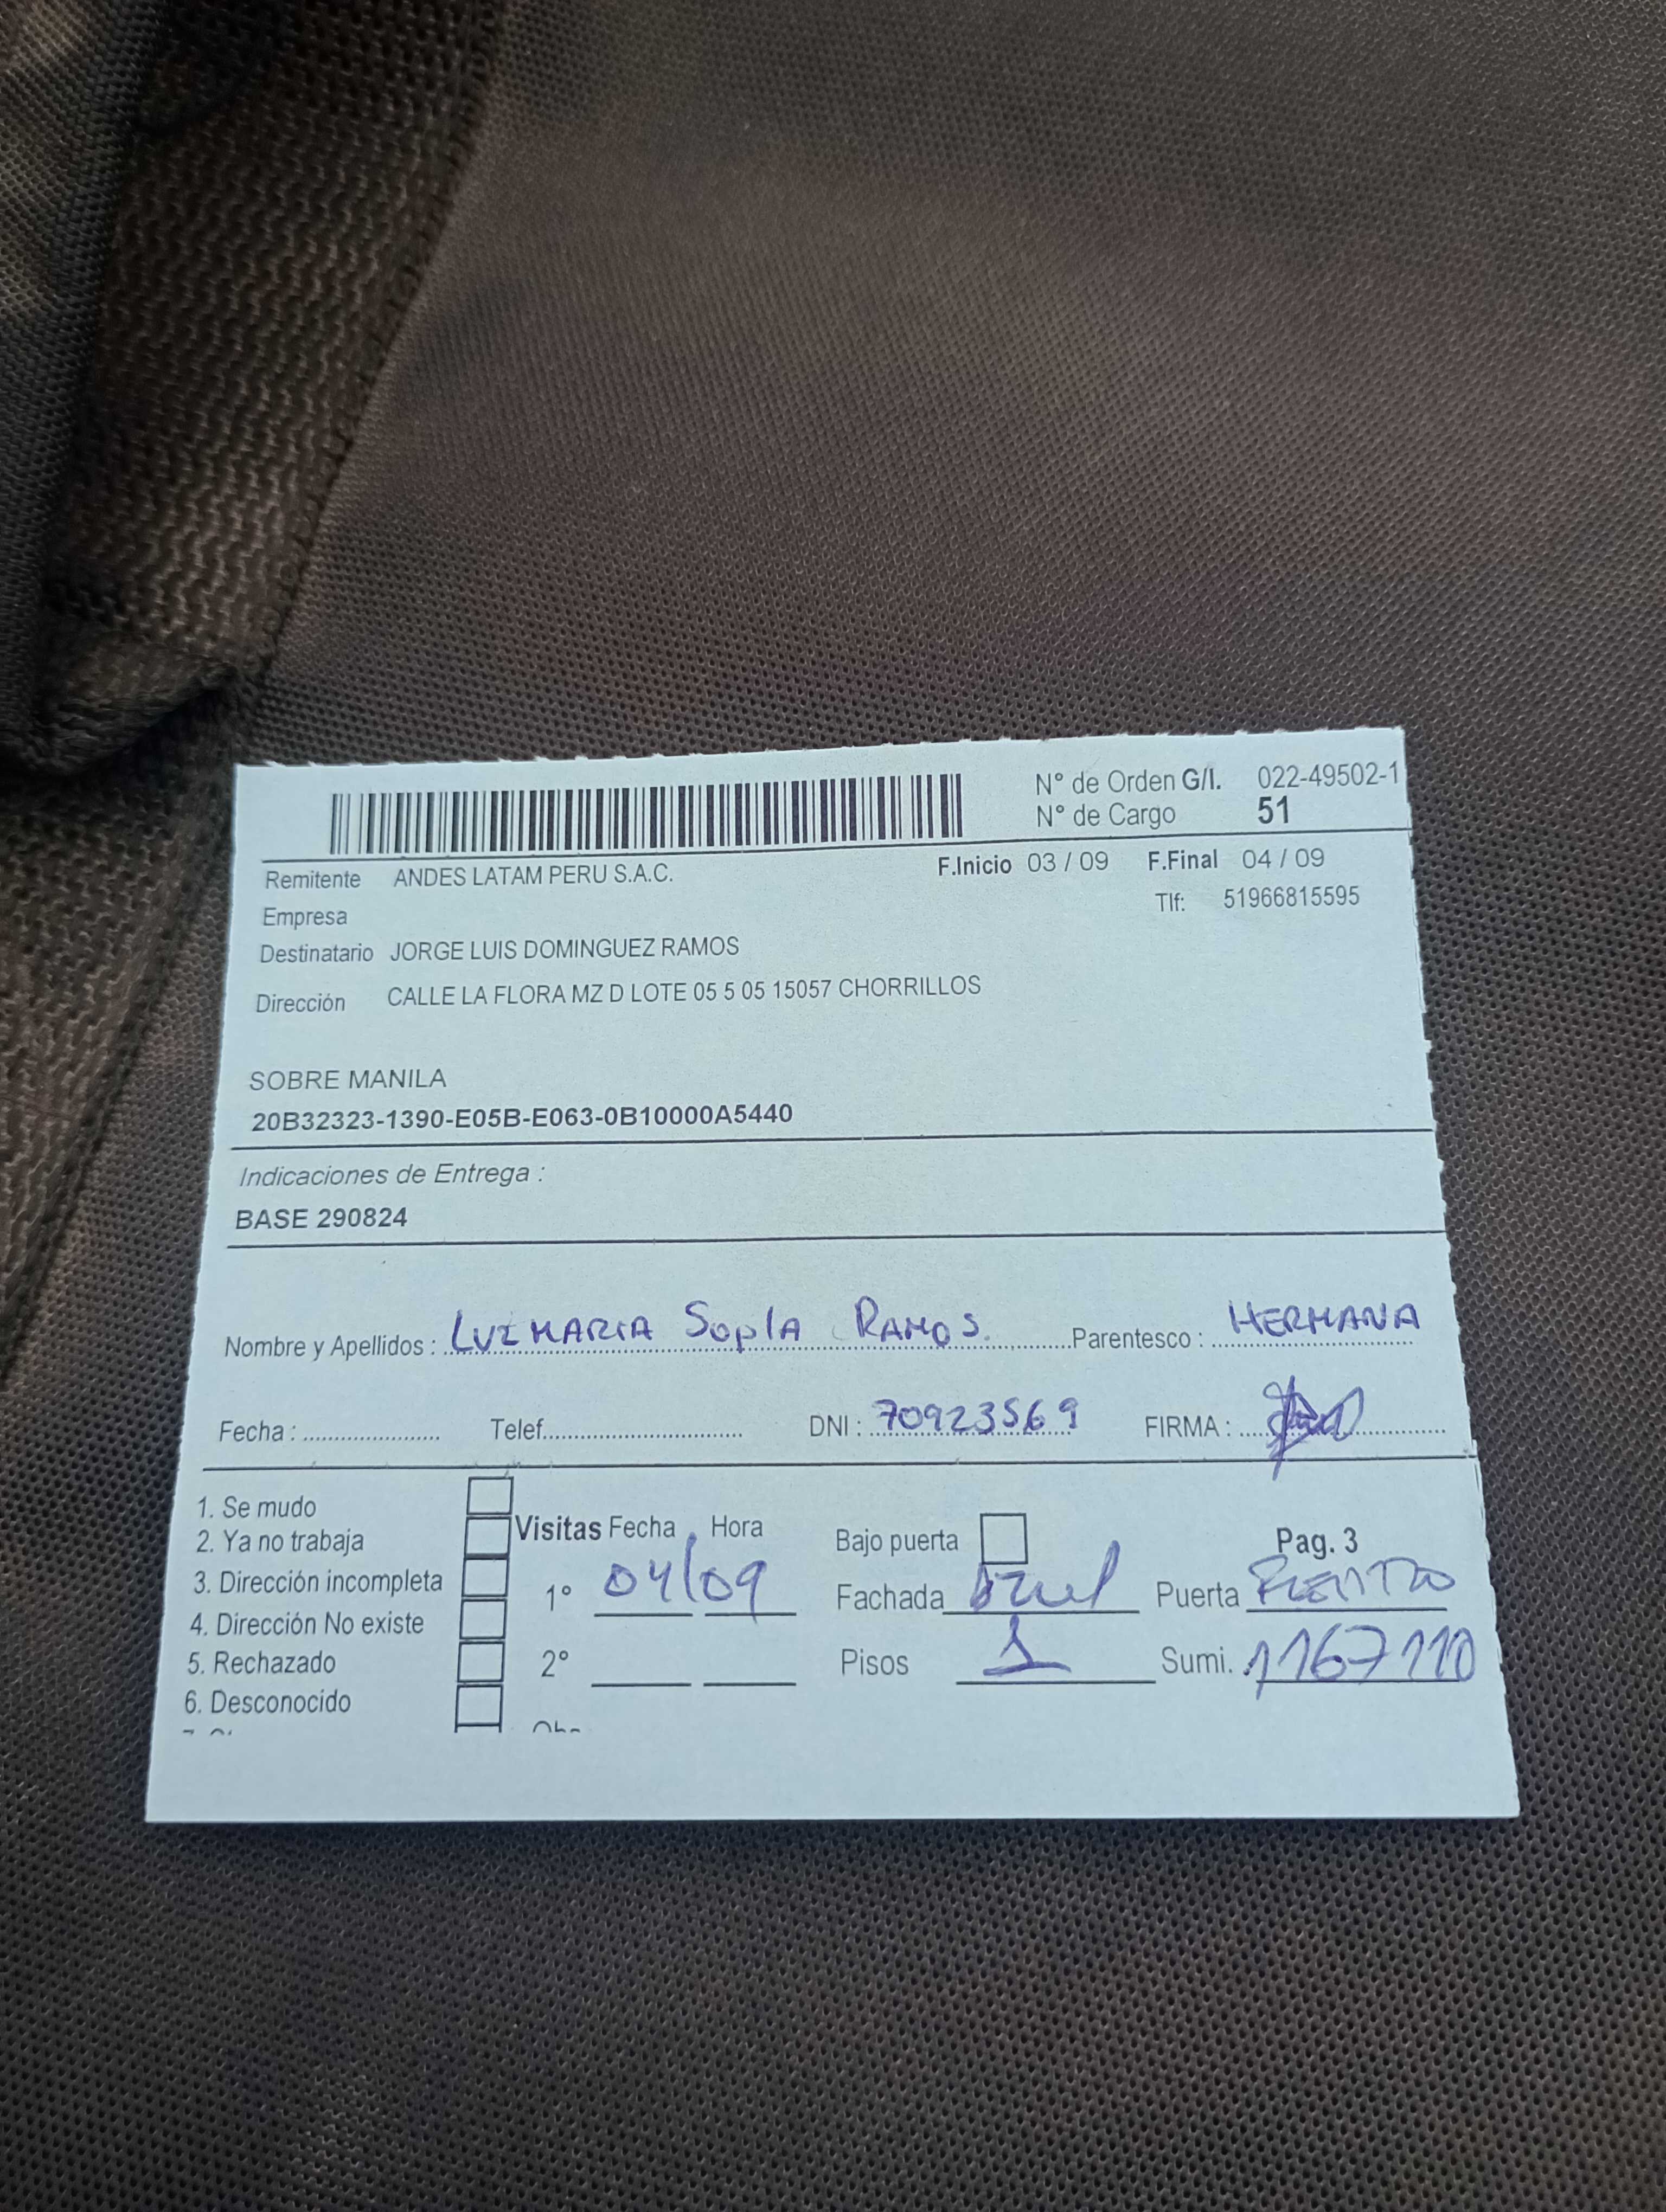 N° de Orden G/I. 022-49502-1
N° de Cargo 51
Remitente ANDES LATAM PERU S.A.C. F.Inicio 03 / 09 F.Final 04 / 09
Empresa Tlf: 51966815595
Destinatario JORGE LUIS DOMINGUEZ RAMOS
Dirección CALLE LA FLORA MZ D LOTE 05 5 05 15057 CHORRILLOS
SOBRE MANILA
20B32323-1390-E05B-E063-0B10000A5440
Indicaciones de Entrega :
BASE 290824
Nombre y Apellidos : LUZMARIA SoplA RAMOS. Parentesco : HERMANA
Fecha : Telef. DNI : 70923569 FIRMA :
1. Se mudo
2. Ya no trabaja Visitas Fecha Hora Bajo puerta Pag. 3
3. Dirección incompleta 1° 04/09 Fachada azul Puerta
4. Dirección No existe
5. Rechazado 2° Pisos 1 Sumi. 1167110
6. Desconocido